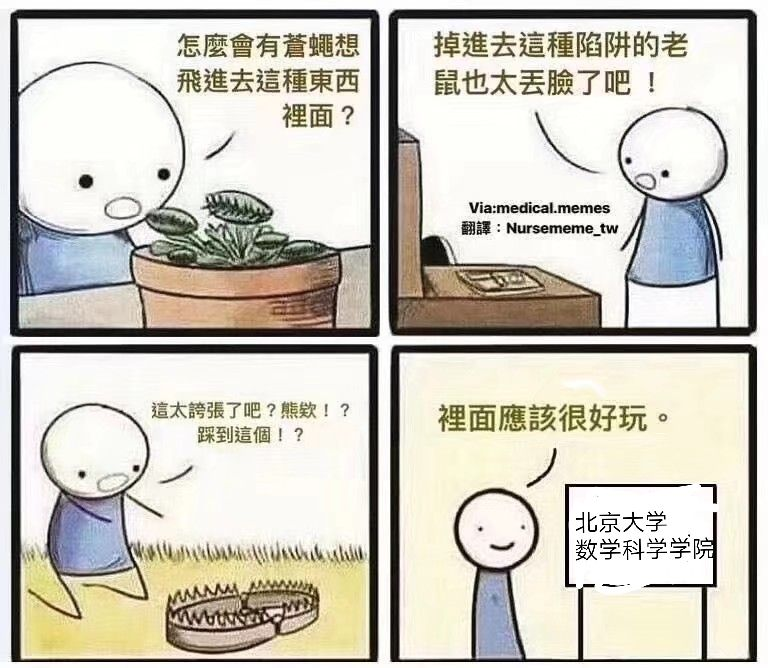 怎麼會有蒼蠅想
飛進去這種東西
裡面？
掉進去這種陷阱的老
鼠也太丟臉了吧 ！
Via:medical.memes
翻譯：Nursememe_tw
這太誇張了吧？熊欸！？
踩到這個！？
裡面應該很好玩。
北京大学
数学科学学院